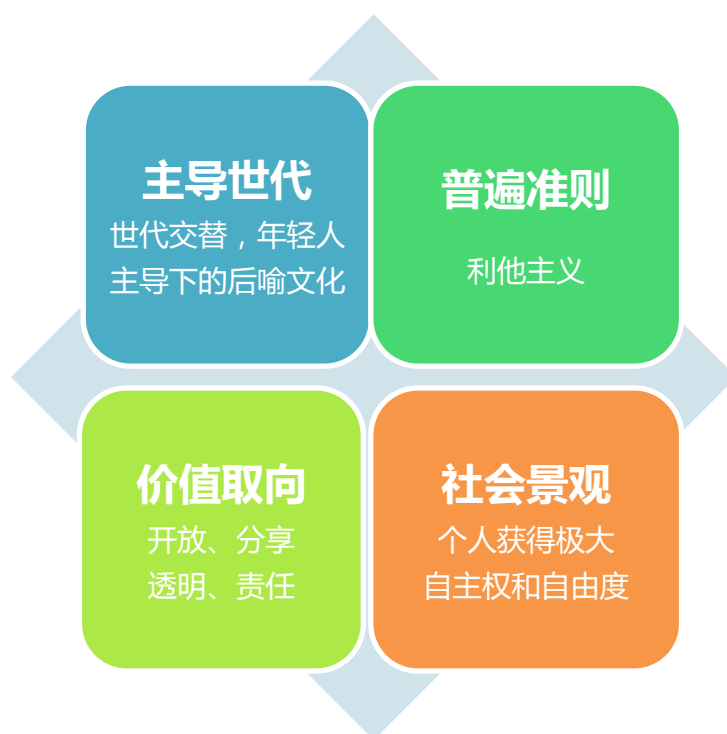 主导世代
世代交替，年轻人
主导下的后喻文化
普遍准则
利他主义
价值取向
开放、分享
透明、责任
社会景观
个人获得极大
自主权和自由度